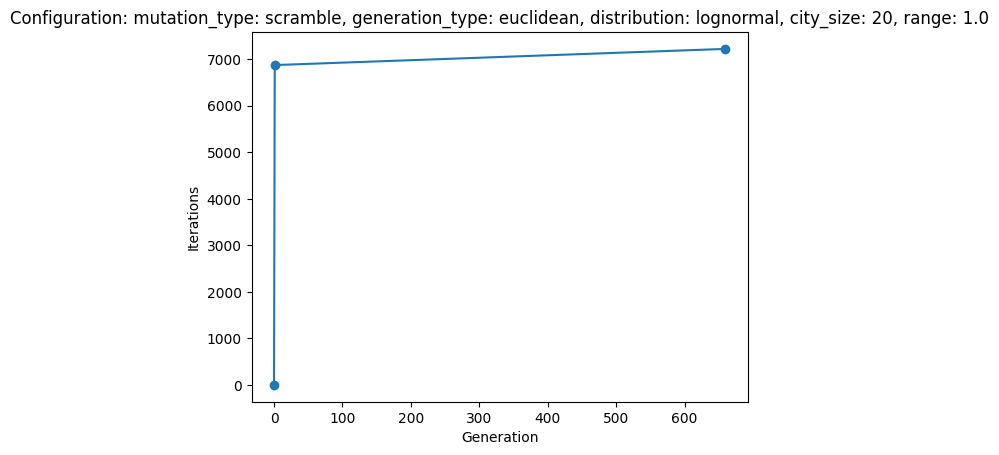 Configuration: mutation_type: scramble, generation_type: euclidean, distribution: lognormal, city_size: 20, range: 1.0
7000
6000
5000
4000
3000
2000
1000
0
Iterations
0 100 200 300 400 500 600
Generation